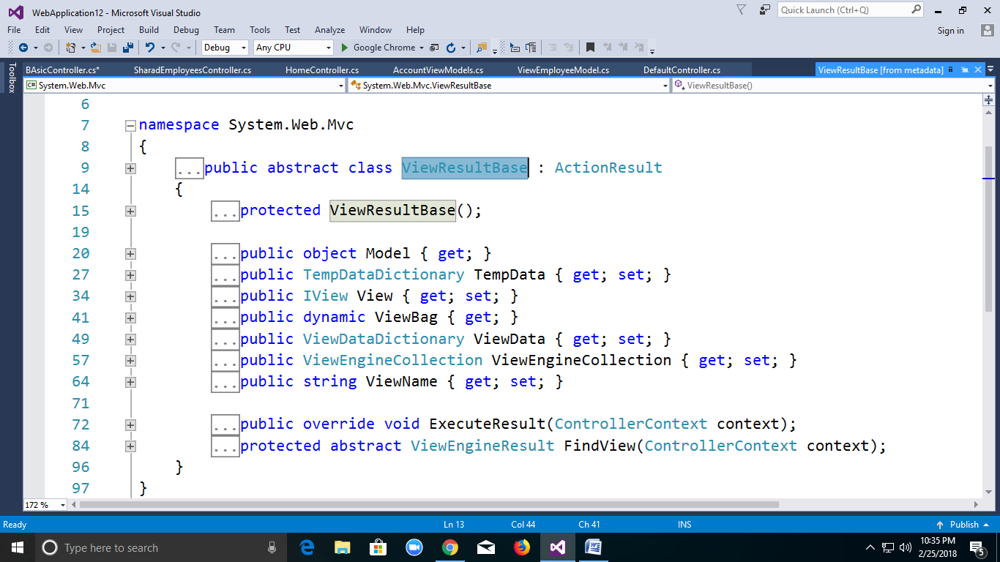 WebApplication12 - Microsoft Visual Studio
Quick Launch (Ctrl+Q)
File Edit View Project Build Debug Team Tools Test Analyze Window Help
Sign in
Debug Any CPU Google Chrome
Toolbox
BAsicController.cs* SharadEmployeesController.cs HomeController.cs AccountViewModels.cs ViewEmployeeModel.cs DefaultController.cs ViewResultBase [from metadata]
C# System.Web.Mvc System.Web.Mvc.ViewResultBase ViewResultBase()
6
7 namespace System.Web.Mvc
8 {
9 ...public abstract class ViewResultBase : ActionResult
14 {
15 ...protected ViewResultBase();
19
20 ...public object Model { get; }
27 ...public TempDataDictionary TempData { get; set; }
34 ...public IView View { get; set; }
41 ...public dynamic ViewBag { get; }
49 ...public ViewDataDictionary ViewData { get; set; }
57 ...public ViewEngineCollection ViewEngineCollection { get; set; }
64 ...public string ViewName { get; set; }
71
72 ...public override void ExecuteResult(ControllerContext context);
84 ...protected abstract ViewEngineResult FindView(ControllerContext context);
96 }
97 }
172 %
Ready Ln 13 Col 44 Ch 41 INS Publish
Type here to search
10:35 PM
2/25/2018
5